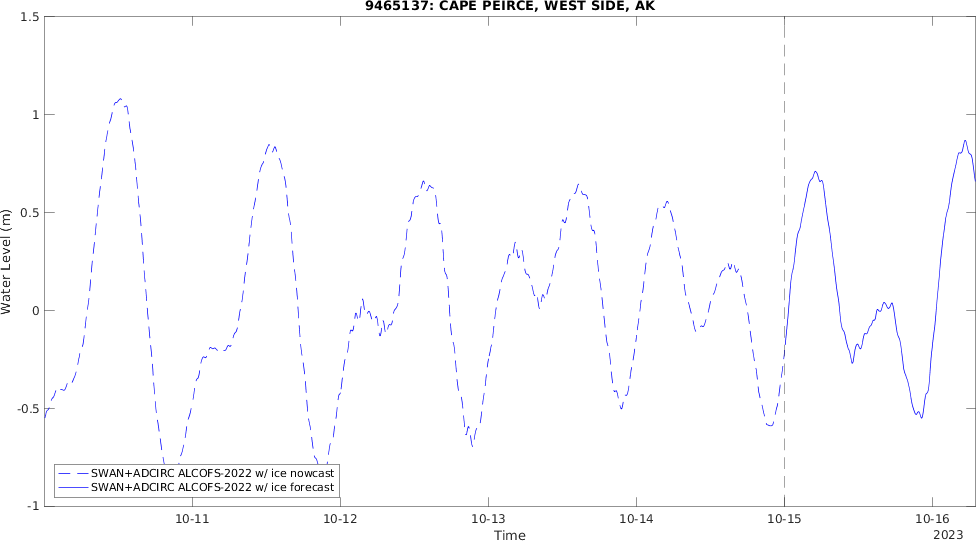 9465137: CAPE PEIRCE, WEST SIDE, AK
1.5
1
0.5
0
-0.5
-1
Water Level (m)
SWAN+ADCIRC ALCOFS-2022 w/ ice nowcast
SWAN+ADCIRC ALCOFS-2022 w/ ice forecast
10-11 10-12 10-13 10-14 10-15 10-16
Time
2023